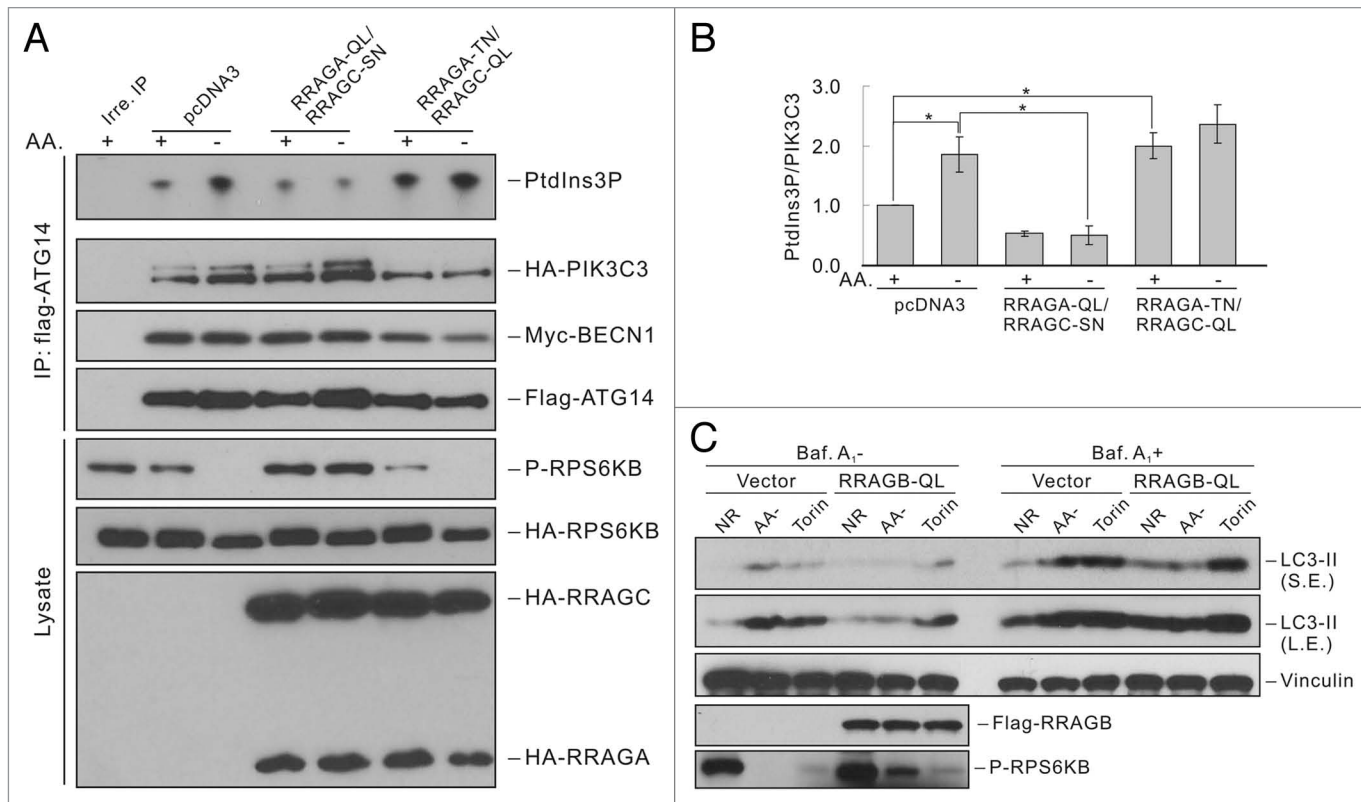 A
Irre. IP
pcDNA3
RRAGA-QL/
RRAGC-SN
RRAGA-TN/
RRAGC-QL
AA. + + - + - + -
IP: flag-ATG14
–PtdIns3P
–HA-PIK3C3
–Myc-BECN1
–Flag-ATG14
Lysate
–P-RPS6KB
–HA-RPS6KB
–HA-RRAGC
–HA-RRAGA
B
PtdIns3P/PIK3C3
3.0
2.0
1.0
0.0
* * *
AA. + - + - + -
pcDNA3
RRAGA-QL/
RRAGC-SN
RRAGA-TN/
RRAGC-QL
C
Baf. A₁- Baf. A₁+
Vector RRAGB-QL Vector RRAGB-QL
NR AA- Torin NR AA- Torin NR AA- Torin NR AA- Torin
–LC3-II
(S.E.)
–LC3-II
(L.E.)
–Vinculin
–Flag-RRAGB
–P-RPS6KB